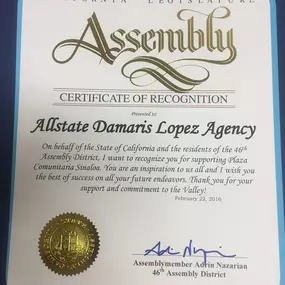 CALIFORNIA LEGISLATURE
Assembly
CERTIFICATE OF RECOGNITION
Presented to:
Allstate Damaris Lopez Agency
On behalf of the State of California and the residents of the 46th
Assembly District, I want to recognize you for supporting Plaza
Comunitaria Sinaloa. You are an inspiration to us all and I wish you
the best of success on all your future endeavors. Thank you for your
support and commitment to the Valley!
February 22, 2016
Assemblymember Adrin Nazarian
46th Assembly District